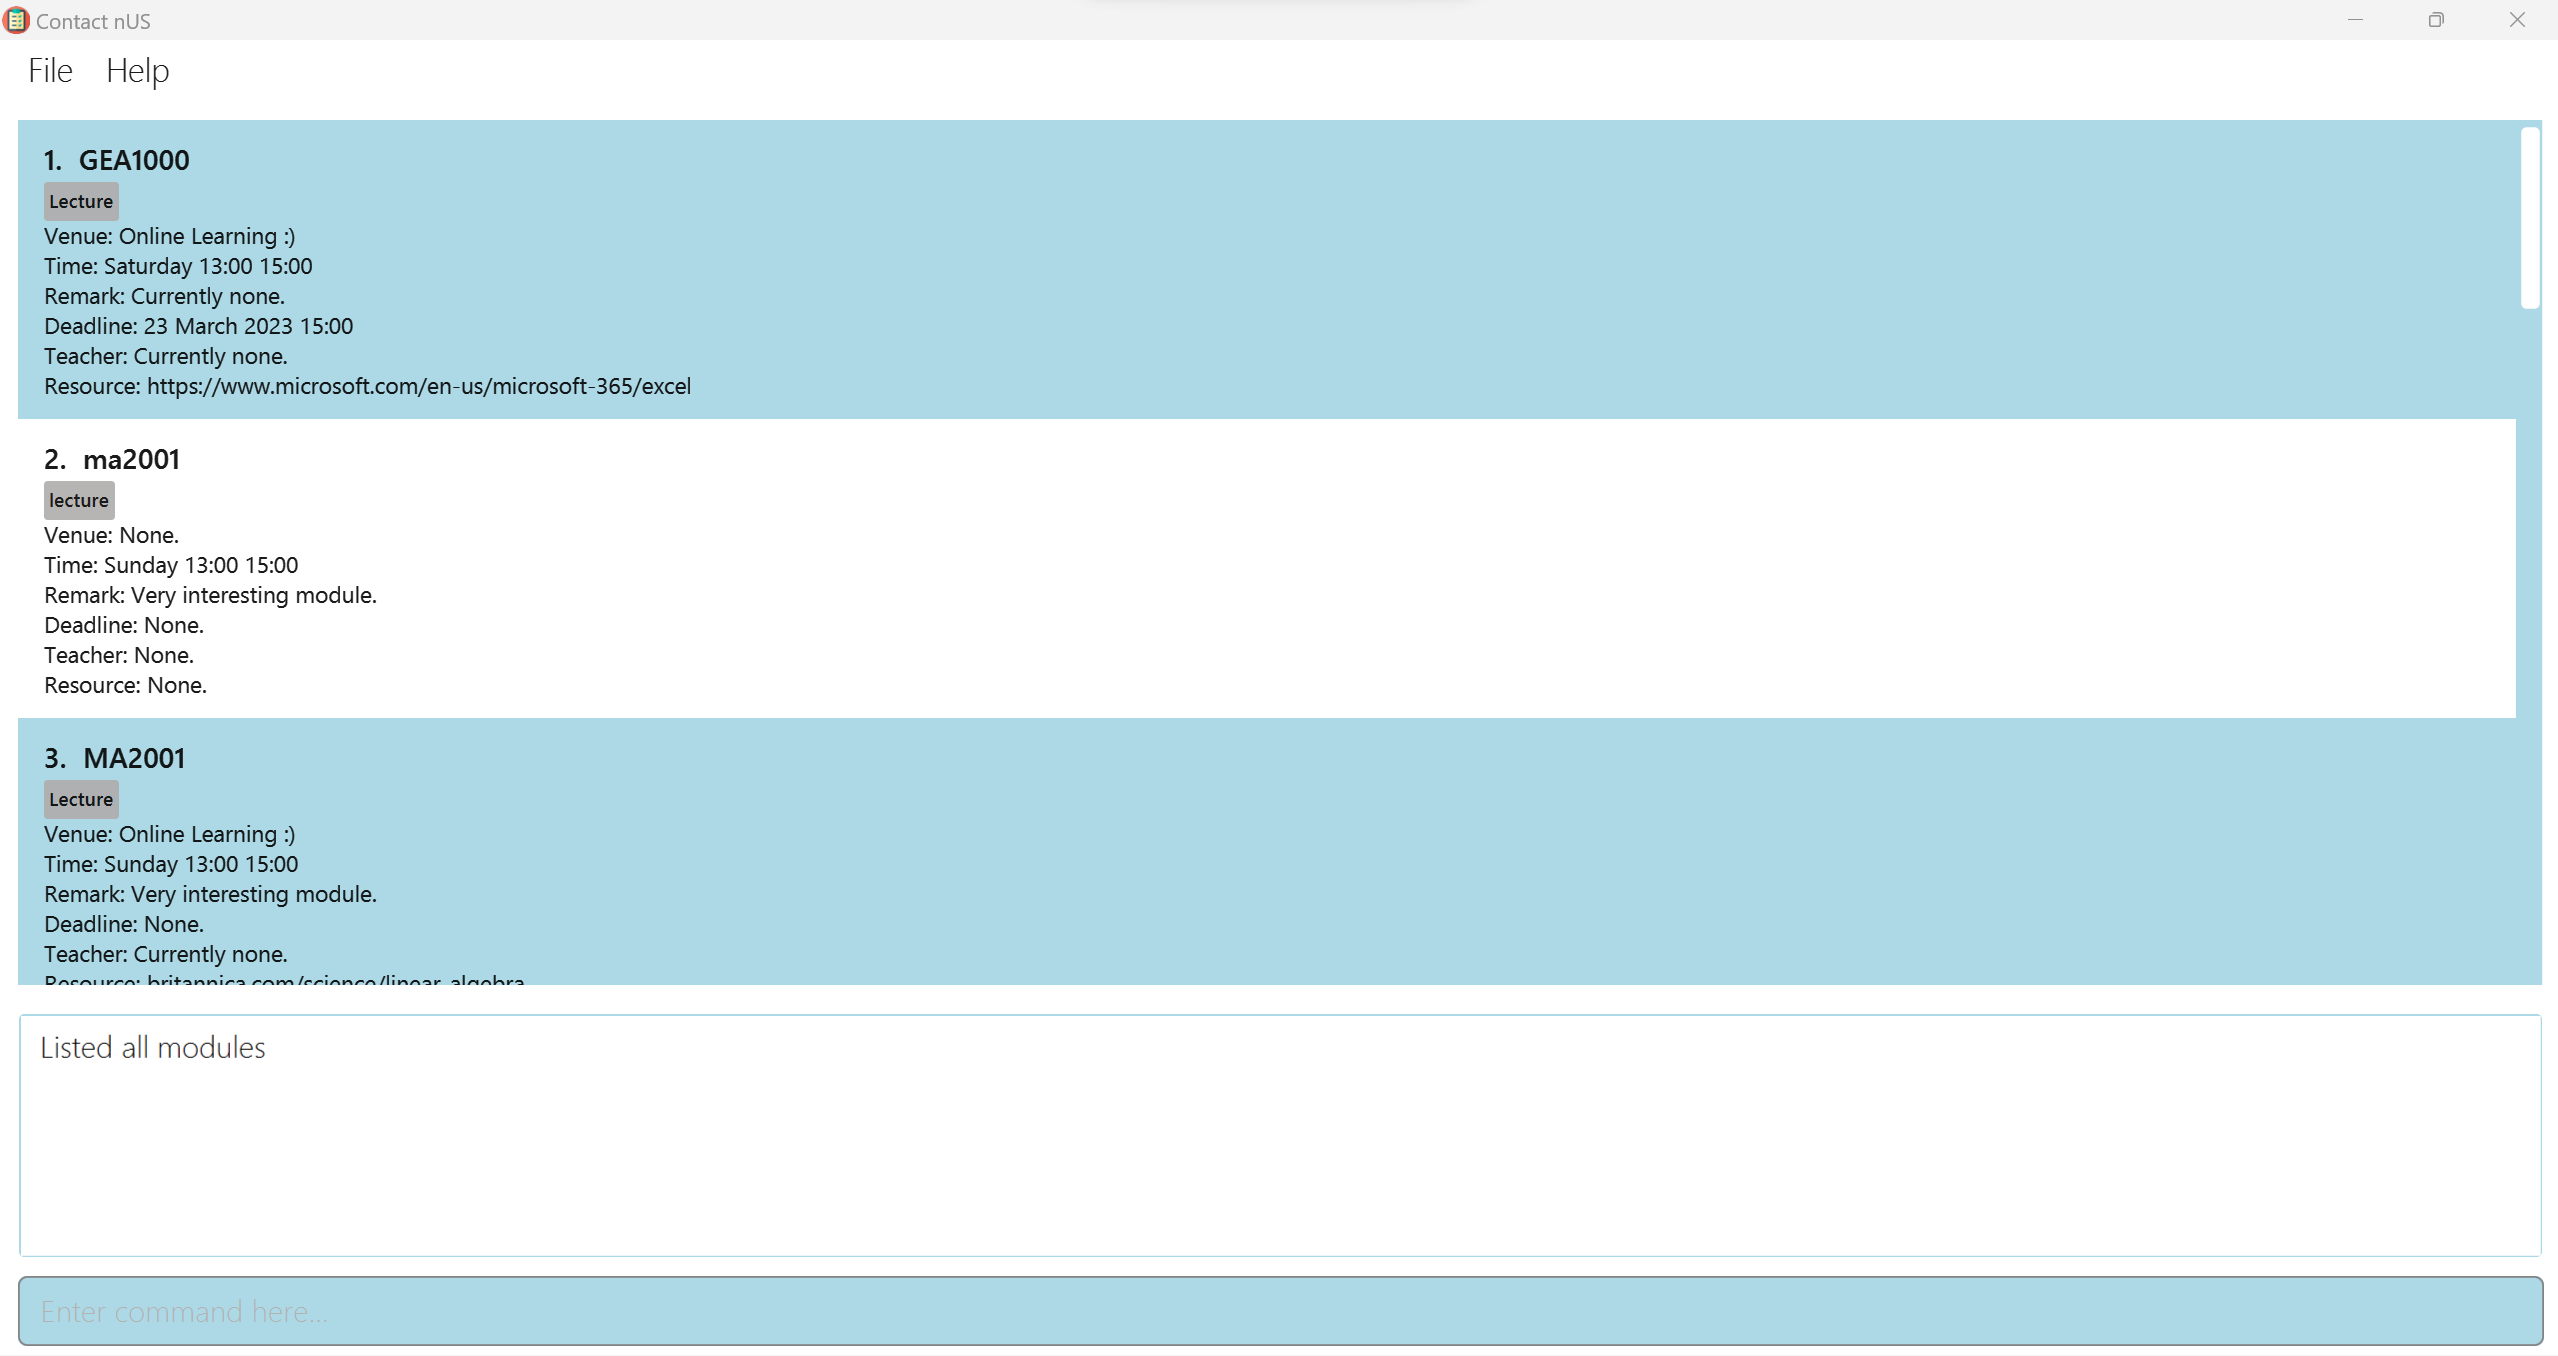 Contact nUS
File Help
1. GEA1000
Lecture
Venue: Online Learning :)
Time: Saturday 13:00 15:00
Remark: Currently none.
Deadline: 23 March 2023 15:00
Teacher: Currently none.
Resource: https://www.microsoft.com/en-us/microsoft-365/excel
2. ma2001
lecture
Venue: None.
Time: Sunday 13:00 15:00
Remark: Very interesting module.
Deadline: None.
Teacher: None.
Resource: None.
3. MA2001
Lecture
Venue: Online Learning :)
Time: Sunday 13:00 15:00
Remark: Very interesting module.
Deadline: None.
Teacher: Currently none.
Resource: britannica.com/science/linear-algebra
Listed all modules
Enter command here...